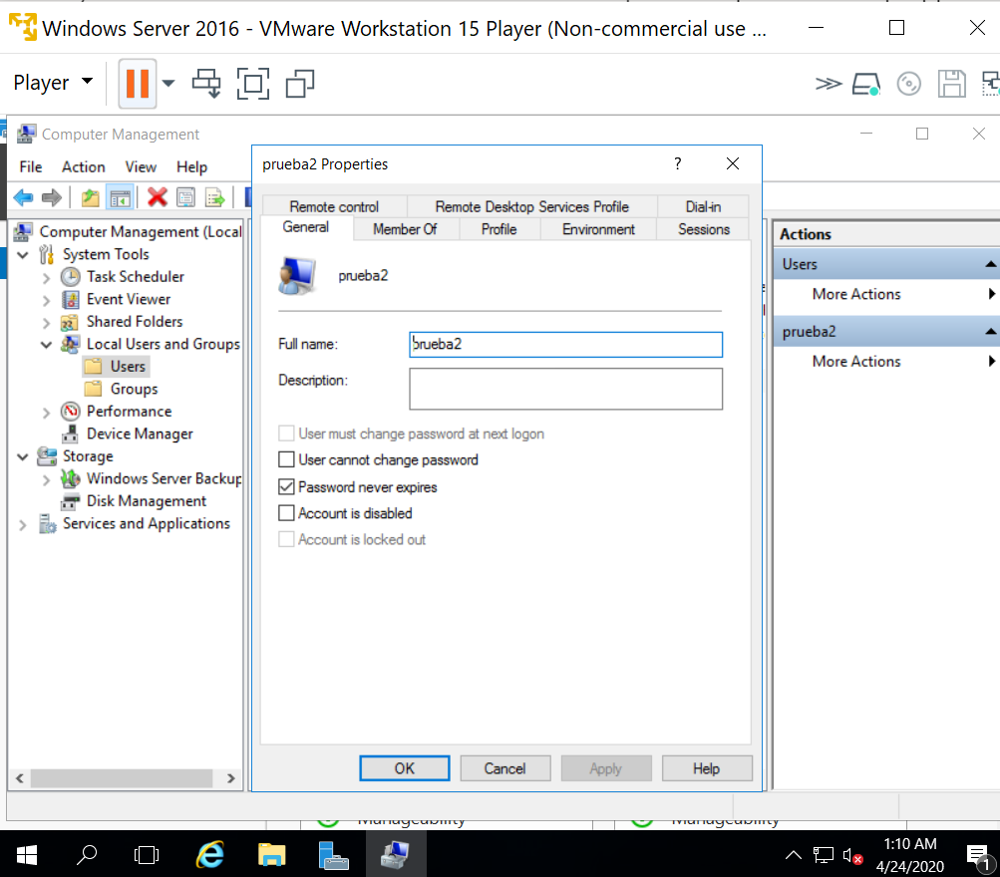 Windows Server 2016 - VMware Workstation 15 Player (Non-commercial use ...
Player
Computer Management
File Action View Help
Computer Management (Local
System Tools
Task Scheduler
Event Viewer
Shared Folders
Local Users and Groups
Users
Groups
Performance
Device Manager
Storage
Windows Server Backup
Disk Management
Services and Applications
prueba2 Properties
?
Remote control Remote Desktop Services Profile Dial-in
General Member Of Profile Environment Sessions
prueba2
Full name: prueba2
Description:
User must change password at next logon
User cannot change password
Password never expires
Account is disabled
Account is locked out
OK Cancel Apply Help
Actions
Users
More Actions
prueba2
More Actions
Manageability Manageability
1:10 AM
4/24/2020
1